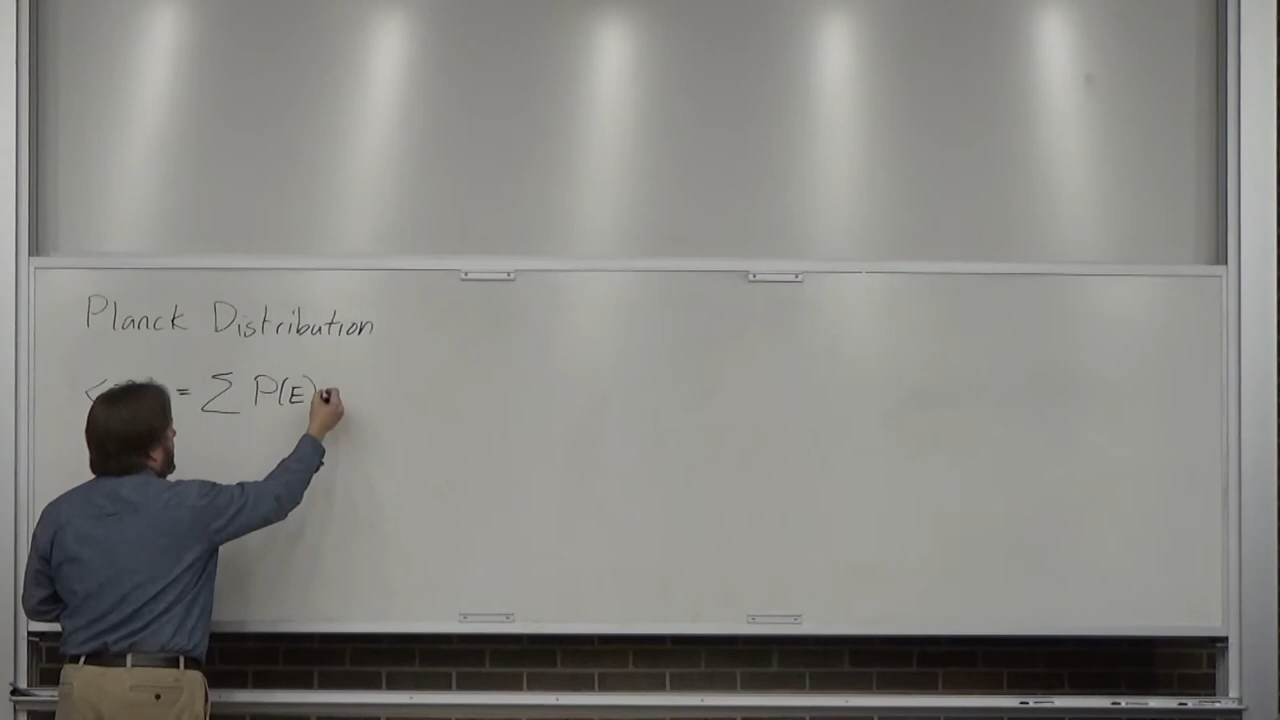 Planck Distribution
< = ∑ P(E)